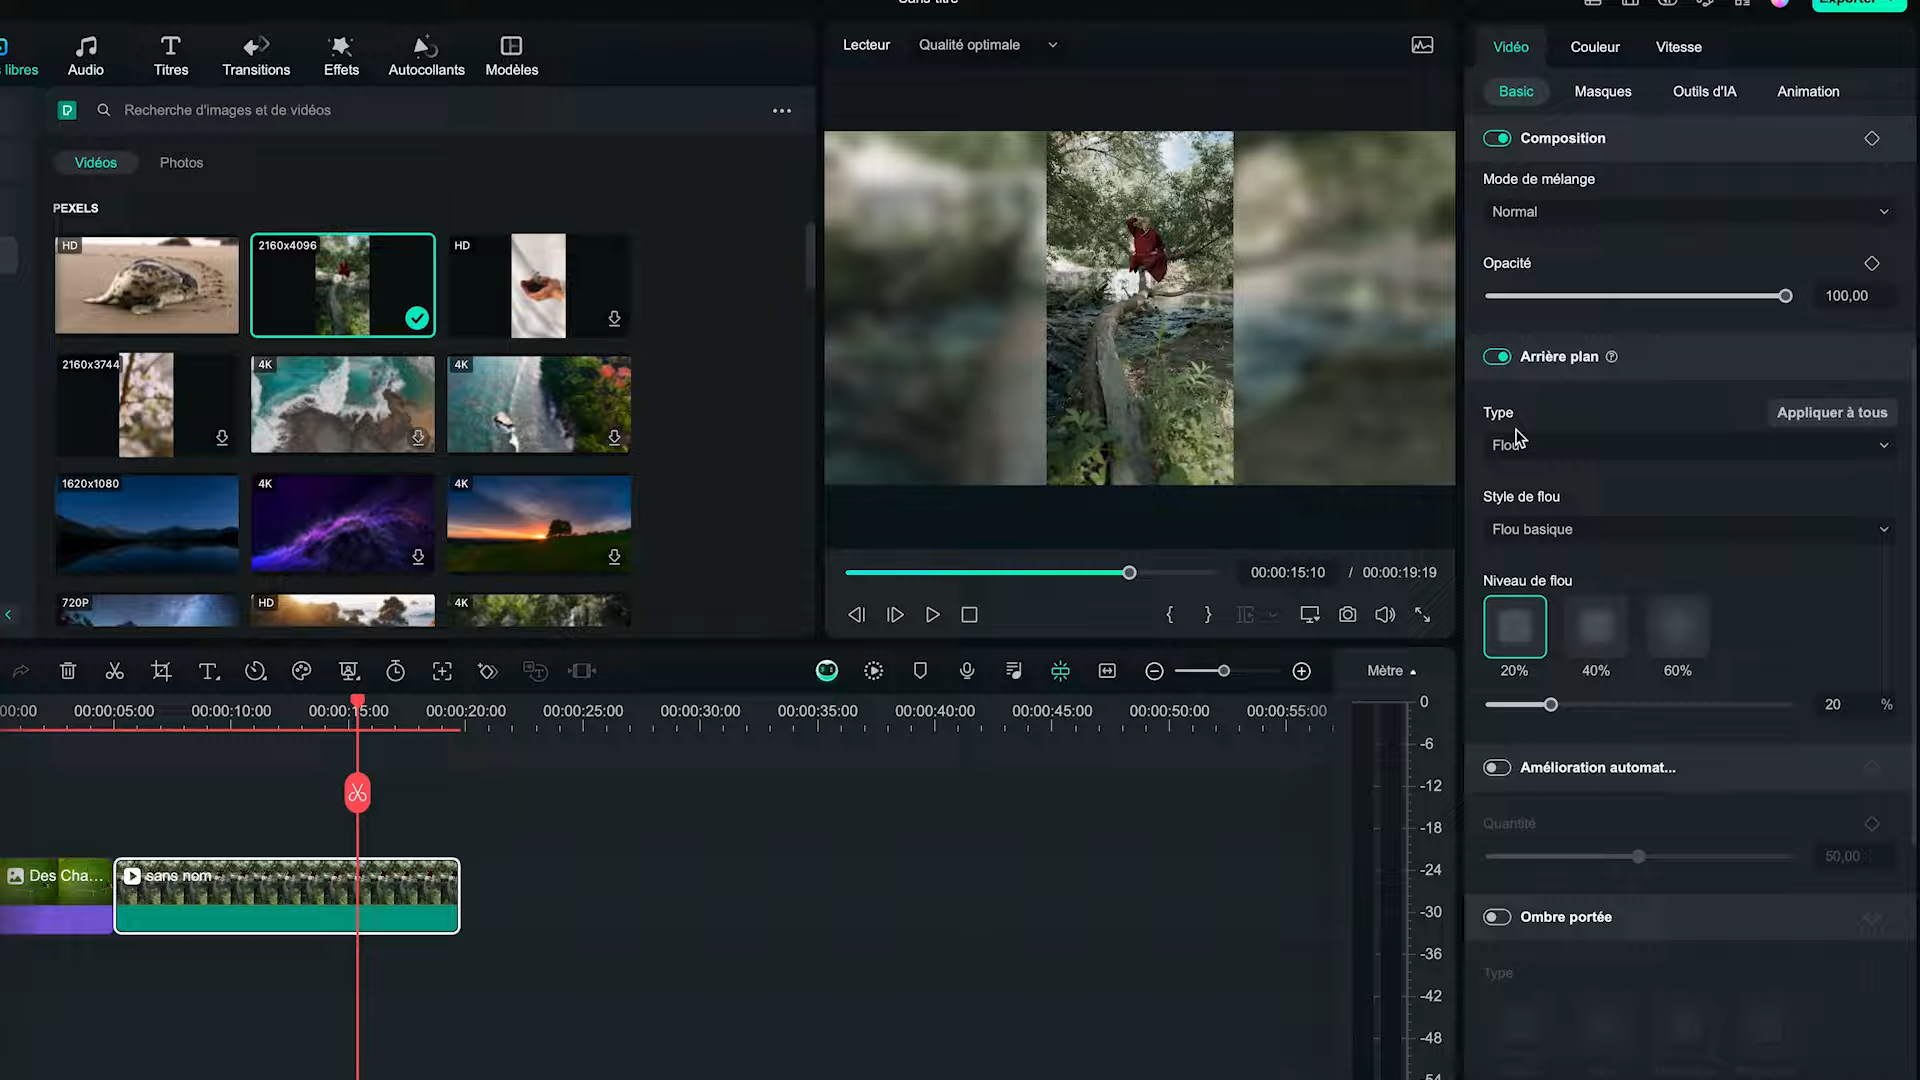 Sans titre
Exporter
libres
Audio
Titres
Transitions
Effets
Autocollants
Modèles
Recherche d'images et de vidéos
Vidéos
Photos
PEXELS
HD
2160x4096
HD
2160x3744
4K
4K
1620x1080
4K
4K
720P
HD
4K
Lecteur
Qualité optimale
00:00:15:10 / 00:00:19:19
Vidéo
Couleur
Vitesse
Basic
Masques
Outils d'IA
Animation
Composition
Mode de mélange
Normal
Opacité
100,00
Arrière plan
Type
Appliquer à tous
Flou
Style de flou
Flou basique
Niveau de flou
20%
40%
60%
20 %
Amélioration automat...
Quantité
50,00
Ombre portée
Type
Mètre
00:00 00:00:05:00 00:00:10:00 00:00:15:00 00:00:20:00 00:00:25:00 00:00:30:00 00:00:35:00 00:00:40:00 00:00:45:00 00:00:50:00 00:00:55:00
0
-6
-12
-18
-24
-30
-36
-42
-48
-54
Des Cha...
sans nom